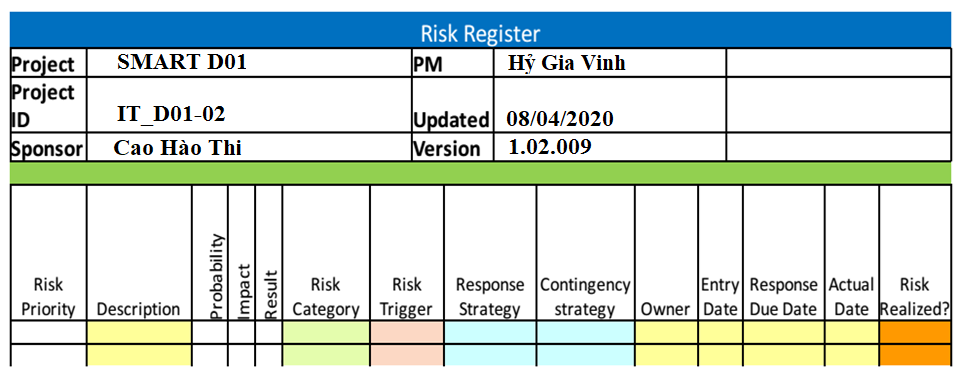 Risk Register
Project SMART D01 PM Hỷ Gia Vinh
Project
ID IT_D01-02 Updated 08/04/2020
Sponsor Cao Hào Thi Version 1.02.009
Risk
Priority
Description
Probability
Impact
Result
Risk
Category
Risk
Trigger
Response
Strategy
Contingency
strategy
Owner
Entry
Date
Response
Due Date
Actual
Date
Risk
Realized?